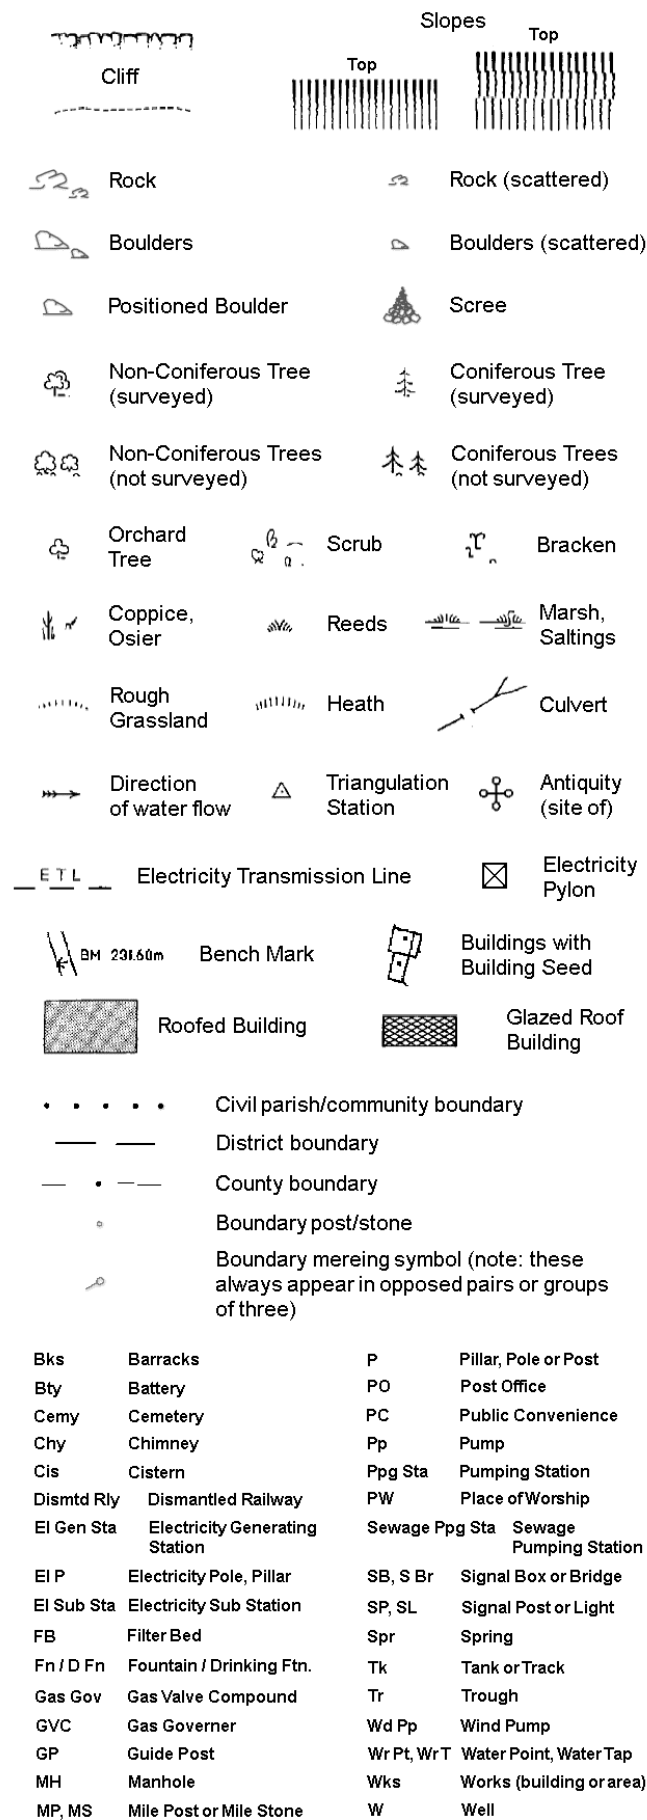 Slopes
Top
Top
Cliff
Rock
Rock (scattered)
Boulders
Boulders (scattered)
Positioned Boulder
Scree
Non-Coniferous Tree
(surveyed)
Coniferous Tree
(surveyed)
Non-Coniferous Trees
(not surveyed)
Coniferous Trees
(not surveyed)
Orchard
Tree
Scrub
Bracken
Coppice,
Osier
Reeds
Marsh,
Saltings
Rough
Grassland
Heath
Culvert
Direction
of water flow
Triangulation
Station
Antiquity
(site of)
E T L
Electricity Transmission Line
Electricity
Pylon
BM 231.60m
Bench Mark
Buildings with
Building Seed
Roofed Building
Glazed Roof
Building
Civil parish/community boundary
District boundary
County boundary
Boundary post/stone
Boundary mereing symbol (note: these
always appear in opposed pairs or groups
of three)
Bks Barracks
P Pillar, Pole or Post
Bty Battery
PO Post Office
Cemy Cemetery
PC Public Convenience
Chy Chimney
Pp Pump
Cis Cistern
Ppg Sta Pumping Station
Dismtd Rly Dismantled Railway
PW Place of Worship
El Gen Sta Electricity Generating
Station
Sewage Ppg Sta Sewage
Pumping Station
El P Electricity Pole, Pillar
SB, S Br Signal Box or Bridge
El Sub Sta Electricity Sub Station
SP, SL Signal Post or Light
FB Filter Bed
Spr Spring
Fn / D Fn Fountain / Drinking Ftn.
Tk Tank or Track
Gas Gov Gas Valve Compound
Tr Trough
GVC Gas Governer
Wd Pp Wind Pump
GP Guide Post
Wr Pt, Wr T Water Point, Water Tap
MH Manhole
Wks Works (building or area)
MP, MS Mile Post or Mile Stone
W Well